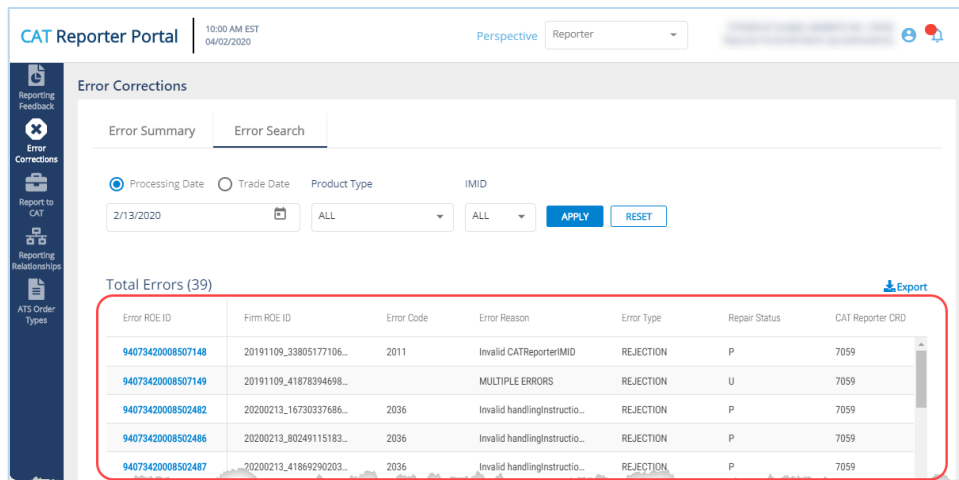 CAT Reporter Portal
10:00 AM EST
04/02/2020
Perspective
Reporter
Reporting
Feedback
Error
Corrections
Report to
CAT
Reporting
Relationships
ATS Order
Types
Error Corrections
Error Summary Error Search
Processing Date Trade Date Product Type IMID
2/13/2020 ALL ALL APPLY RESET
Total Errors (39) Export
Error ROE ID Firm ROE ID Error Code Error Reason Error Type Repair Status CAT Reporter CRD
94073420008507148 20191109_33805177106... 2011 Invalid CATReporterIMID REJECTION P 7059
94073420008507149 20191109_41878394698... MULTIPLE ERRORS REJECTION U 7059
94073420008502482 20200213_16730337686... 2036 Invalid handlingInstructio... REJECTION P 7059
94073420008502486 20200213_80249115183... 2036 Invalid handlingInstructio... REJECTION P 7059
94073420008502487 20200213_41869290203... 2036 Invalid handlingInstructio... REJECTION P 7059